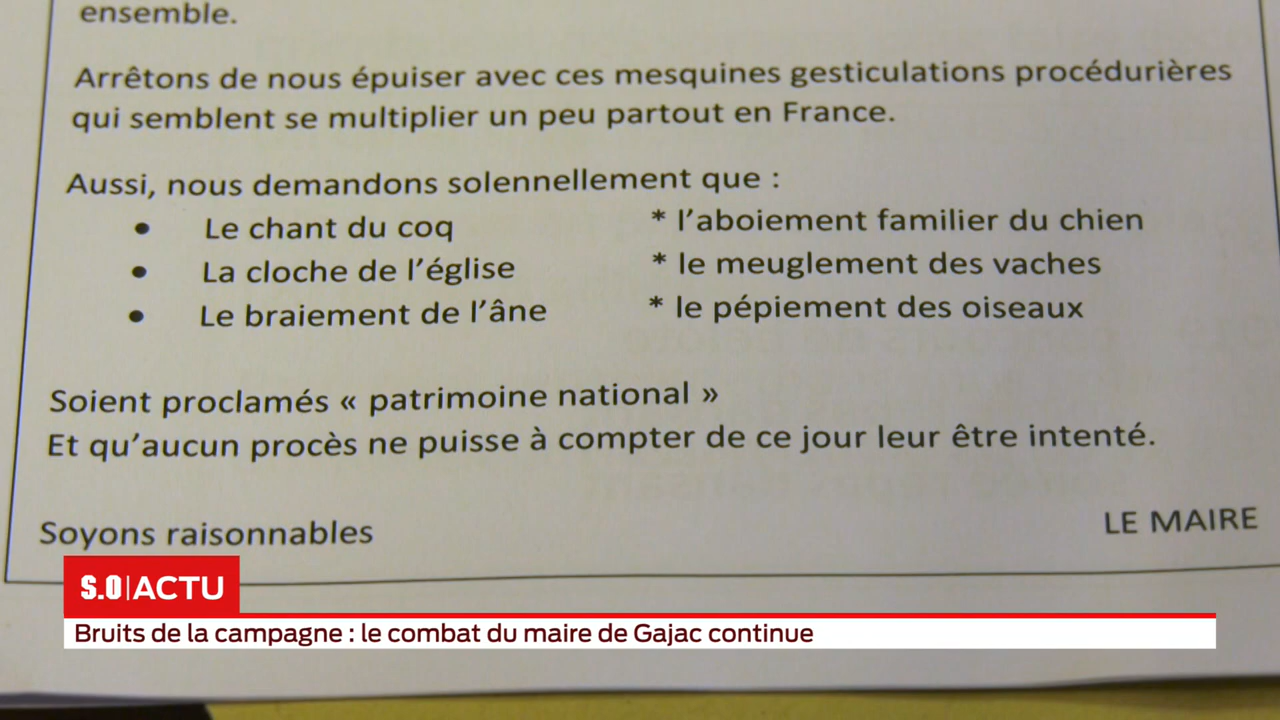 ensemble.
Arrêtons de nous épuiser avec ces mesquines gesticulations procédurières
qui semblent se multiplier un peu partout en France.
Aussi, nous demandons solennellement que :
• Le chant du coq * l'aboiement familier du chien
• La cloche de l'église * le meuglement des vaches
• Le braiement de l'âne * le pépiement des oiseaux
Soient proclamés « patrimoine national »
Et qu'aucun procès ne puisse à compter de ce jour leur être intenté.
Soyons raisonnables LE MAIRE
S.O|ACTU
Bruits de la campagne : le combat du maire de Gajac continue